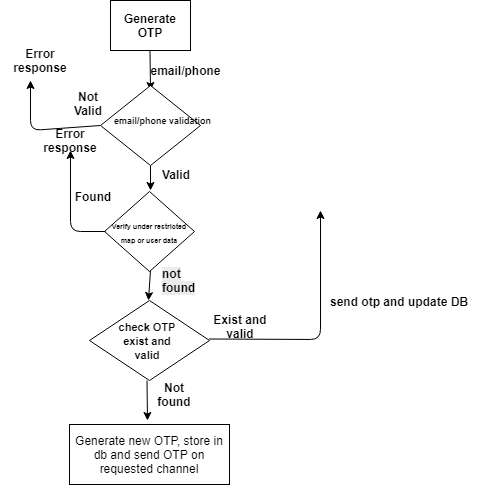 Generate
OTP
Error
response
email/phone
Not
Valid
email/phone validation
Error
response
Valid
Found
Verify under restricted
map or user data
not
found
send otp and update DB
check OTP
exist and
valid
Exist and
valid
Not
found
Generate new OTP, store in
db and send OTP on
requested channel